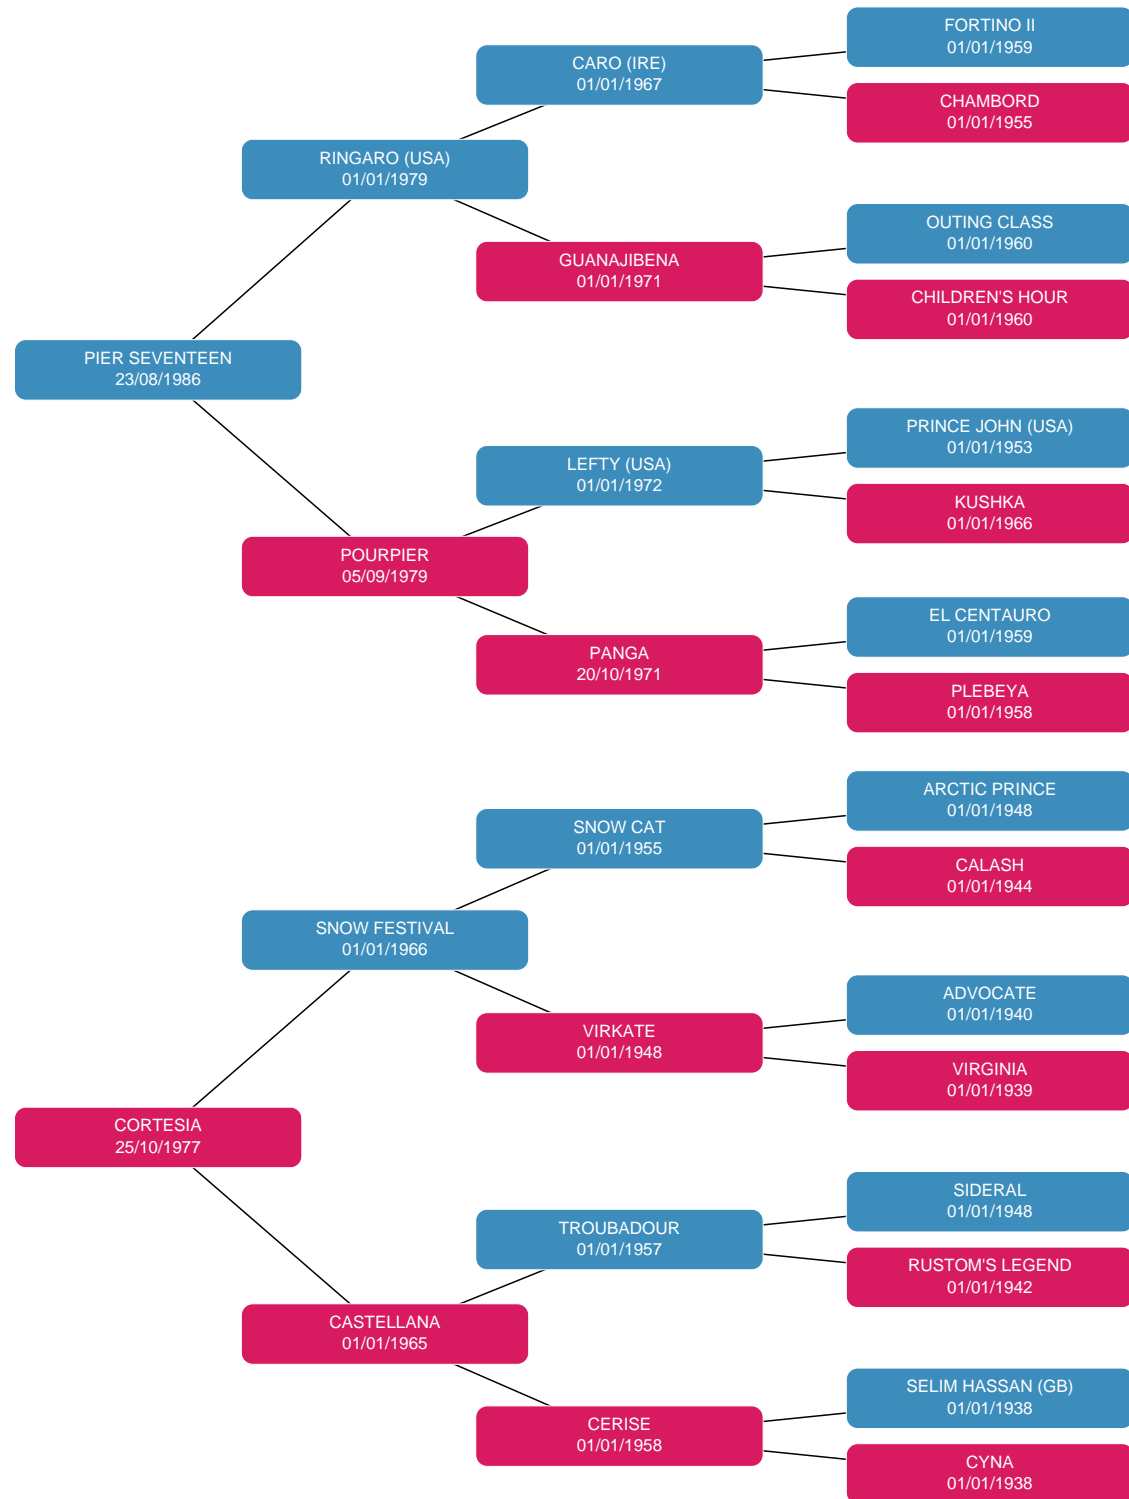 FORTINO II
01/01/1959
CARO (IRE)
01/01/1967
CHAMBORD
01/01/1955
RINGARO (USA)
01/01/1979
OUTING CLASS
01/01/1960
GUANAJIBENA
01/01/1971
CHILDREN'S HOUR
01/01/1960
PIER SEVENTEEN
23/08/1986
PRINCE JOHN (USA)
01/01/1953
LEFTY (USA)
01/01/1972
KUSHKA
01/01/1966
POURPIER
05/09/1979
EL CENTAURO
01/01/1959
PANGA
20/10/1971
PLEBEYA
01/01/1958
ARCTIC PRINCE
01/01/1948
SNOW CAT
01/01/1955
CALASH
01/01/1944
SNOW FESTIVAL
01/01/1966
ADVOCATE
01/01/1940
VIRKATE
01/01/1948
VIRGINIA
01/01/1939
CORTESIA
25/10/1977
SIDERAL
01/01/1948
TROUBADOUR
01/01/1957
RUSTOM'S LEGEND
01/01/1942
CASTELLANA
01/01/1965
SELIM HASSAN (GB)
01/01/1938
CERISE
01/01/1958
CYNA
01/01/1938